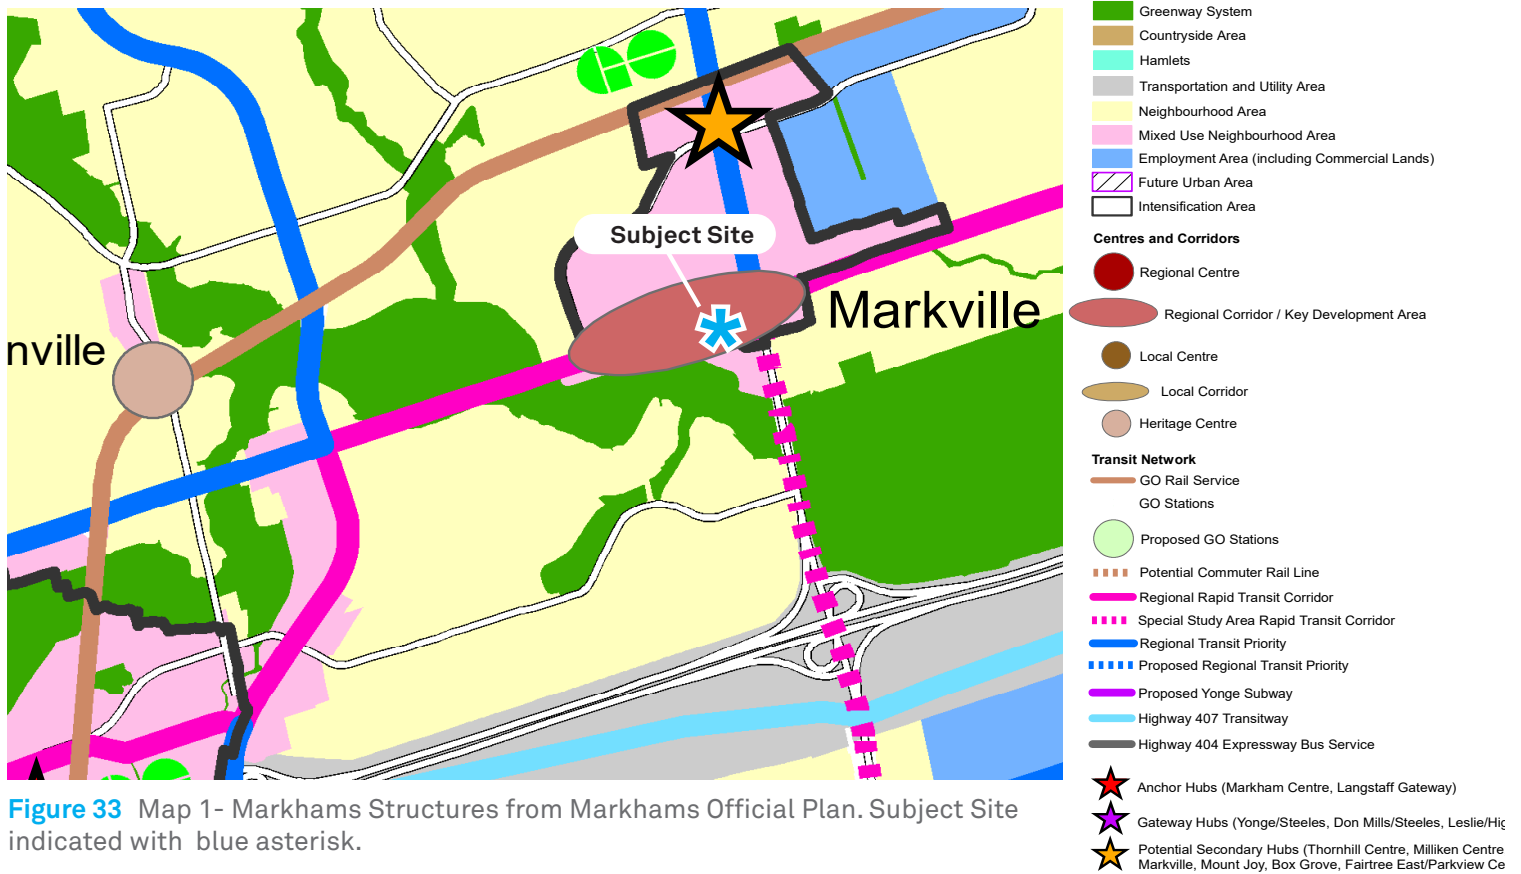 Subject Site
Markville
nville
Greenway System
Countryside Area
Hamlets
Transportation and Utility Area
Neighbourhood Area
Mixed Use Neighbourhood Area
Employment Area (including Commercial Lands)
Future Urban Area
Intensification Area
Centres and Corridors
Regional Centre
Regional Corridor / Key Development Area
Local Centre
Local Corridor
Heritage Centre
Transit Network
GO Rail Service
GO Stations
Proposed GO Stations
Potential Commuter Rail Line
Regional Rapid Transit Corridor
Special Study Area Rapid Transit Corridor
Regional Transit Priority
Proposed Regional Transit Priority
Proposed Yonge Subway
Highway 407 Transitway
Highway 404 Expressway Bus Service
Anchor Hubs (Markham Centre, Langstaff Gateway)
Gateway Hubs (Yonge/Steeles, Don Mills/Steeles, Leslie/Hig
Potential Secondary Hubs (Thornhill Centre, Milliken Centre
Markville, Mount Joy, Box Grove, Fairtree East/Parkview Ce
Figure 33 Map 1- Markhams Structures from Markhams Official Plan. Subject Site
indicated with blue asterisk.